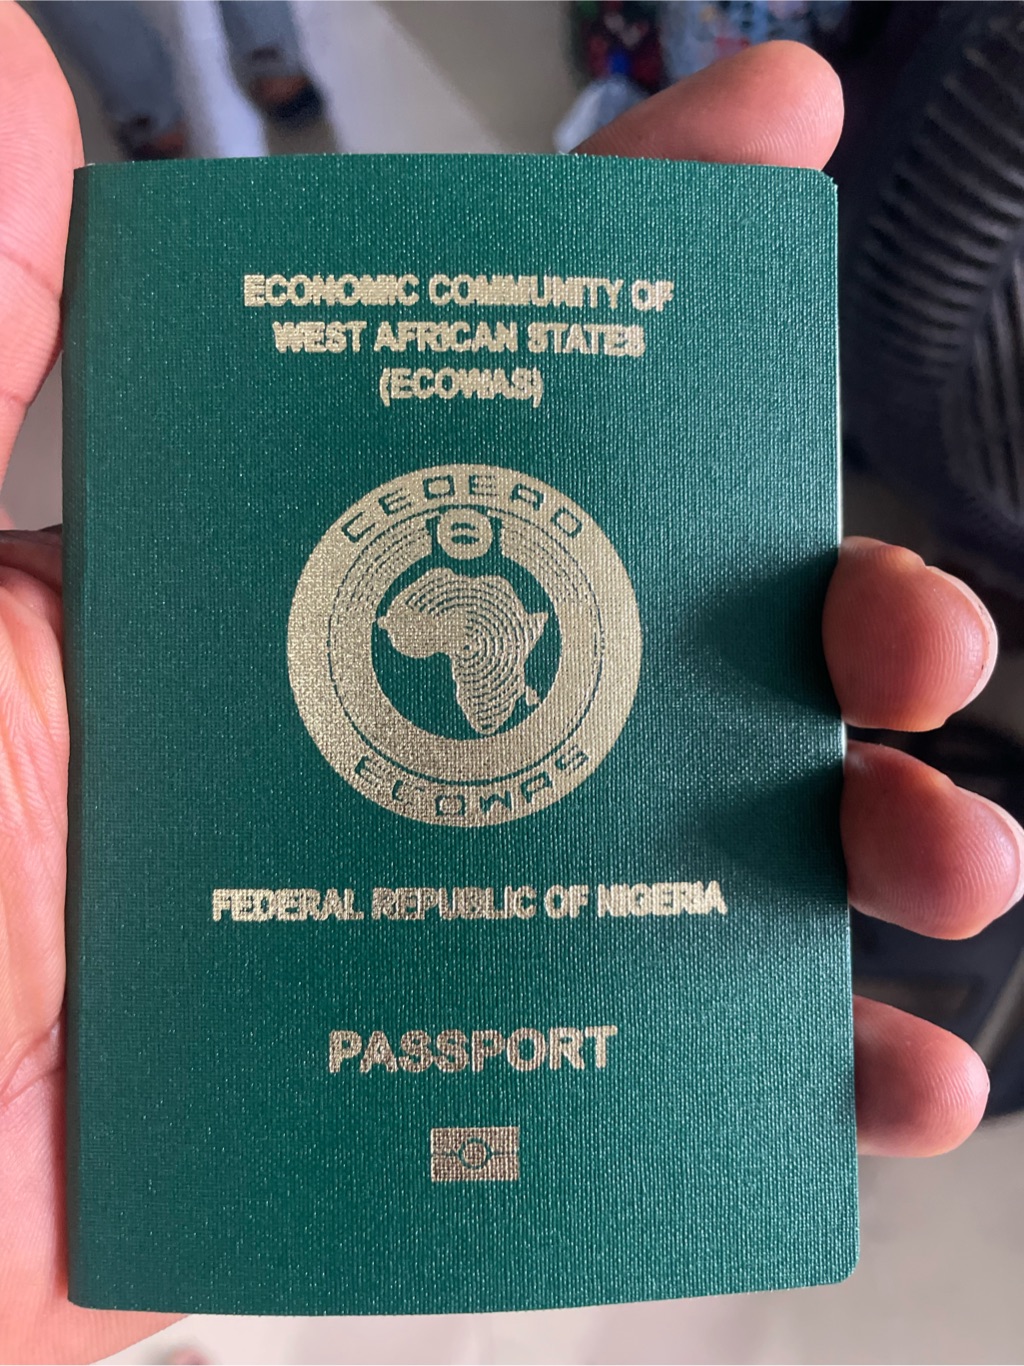 ECONOMIC COMMUNITY OF
WEST AFRICAN STATES
(ECOWAS)
CEDEAO
ECOWAS
FEDERAL REPUBLIC OF NIGERIA
PASSPORT